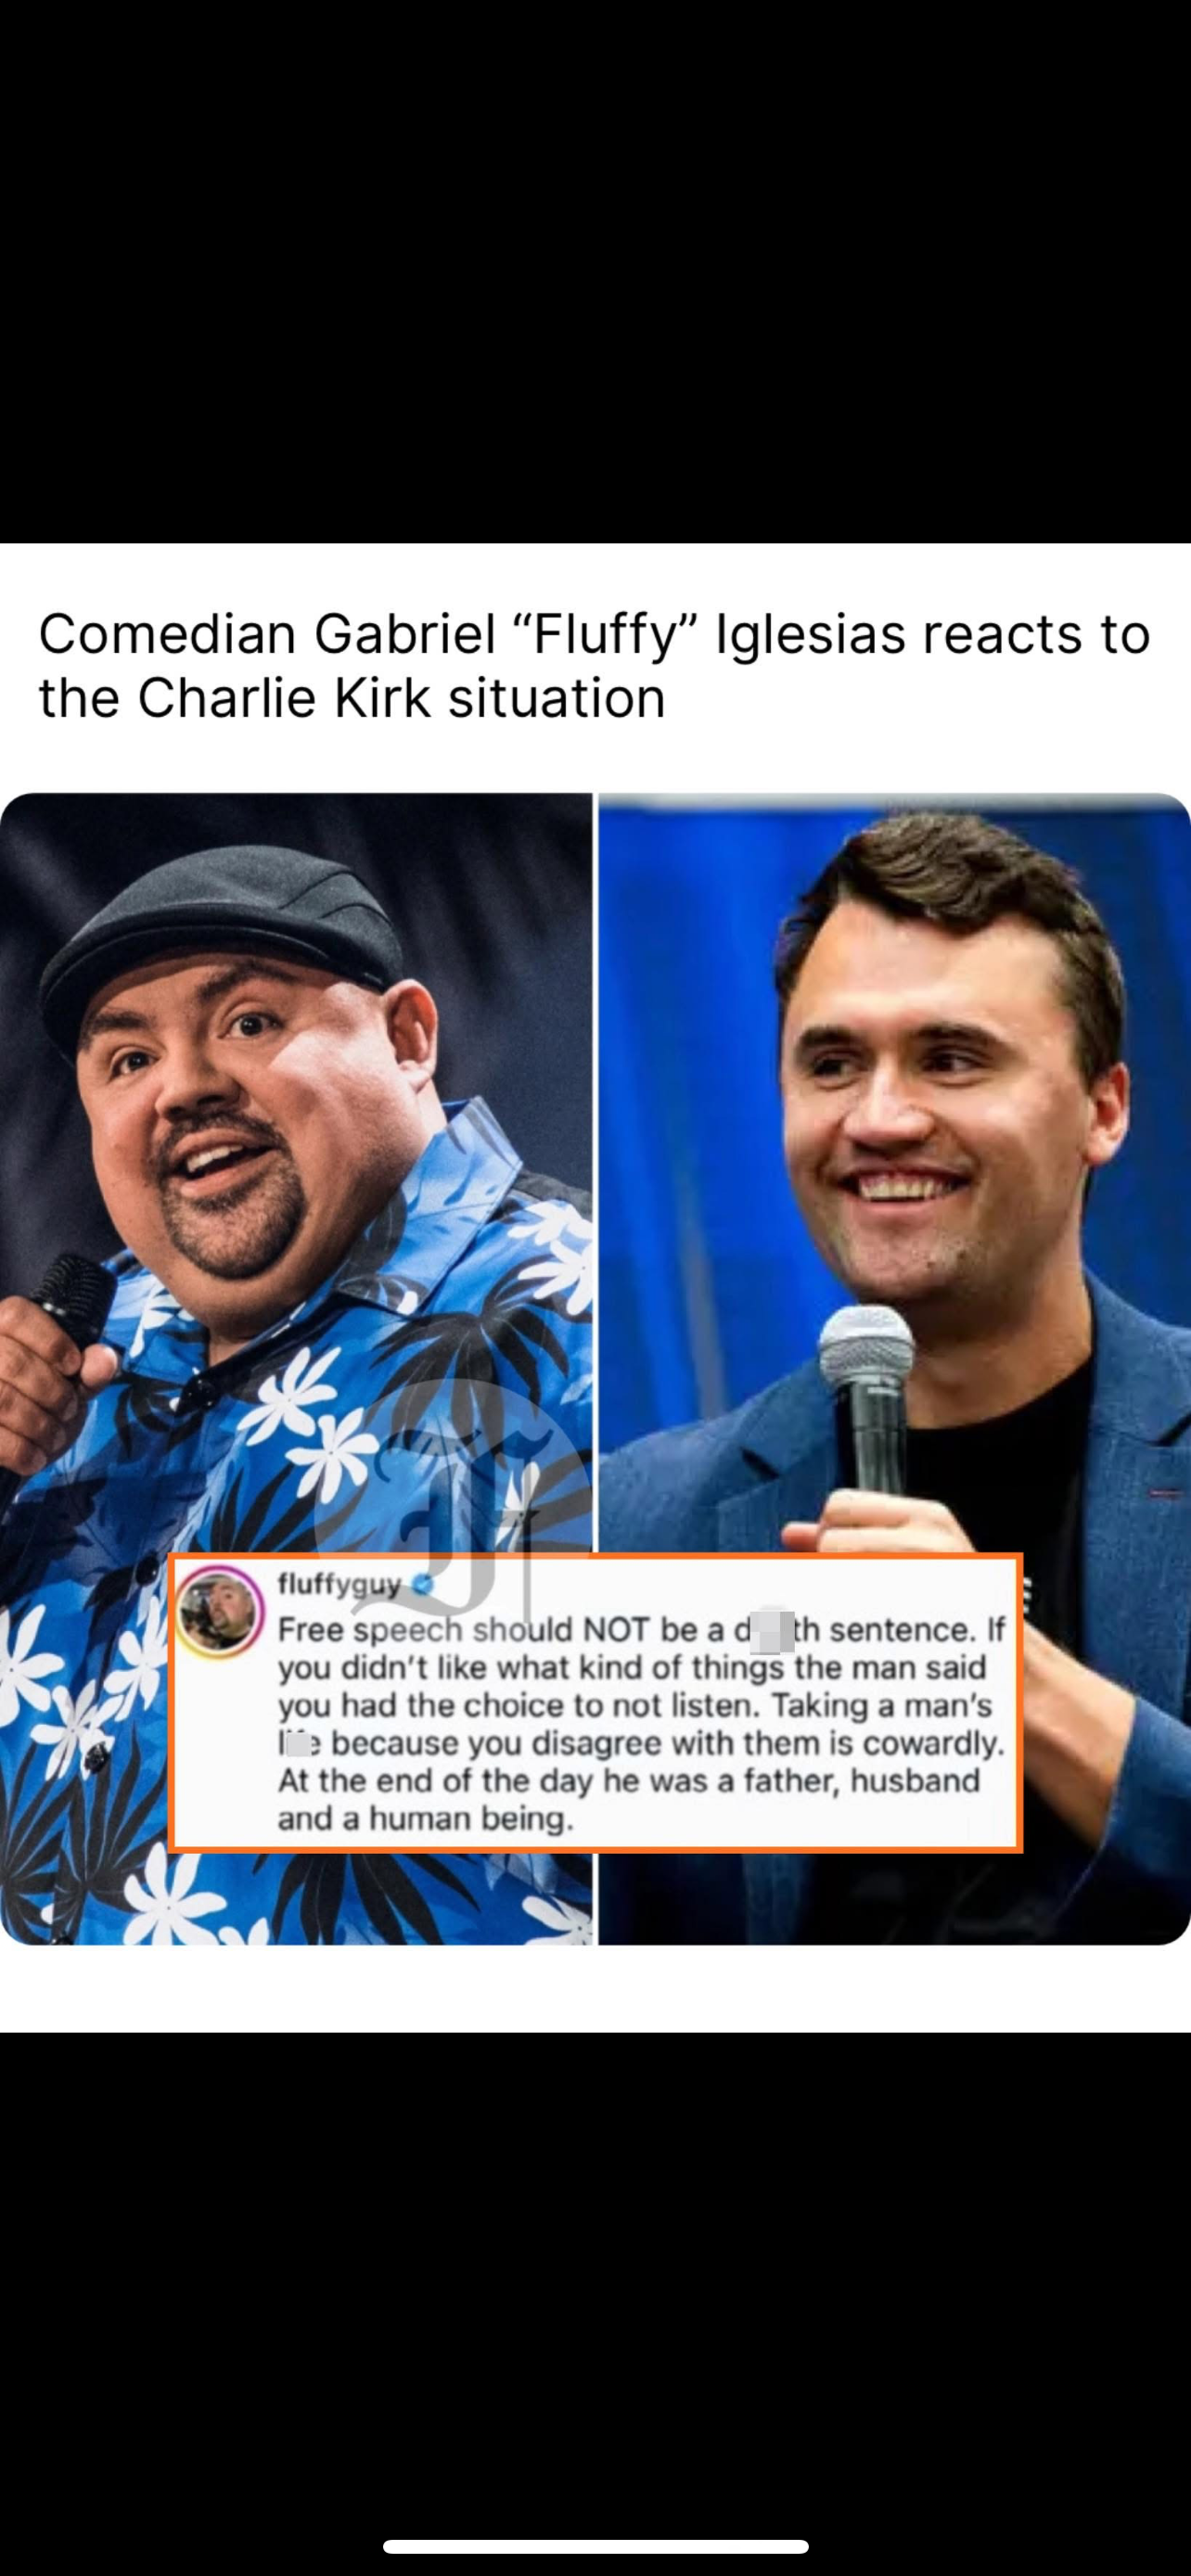 Comedian Gabriel “Fluffy” Iglesias reacts to
the Charlie Kirk situation
fluffyguy
Free speech should NOT be a d th sentence. If
you didn’t like what kind of things the man said
you had the choice to not listen. Taking a man’s
l e because you disagree with them is cowardly.
At the end of the day he was a father, husband
and a human being.